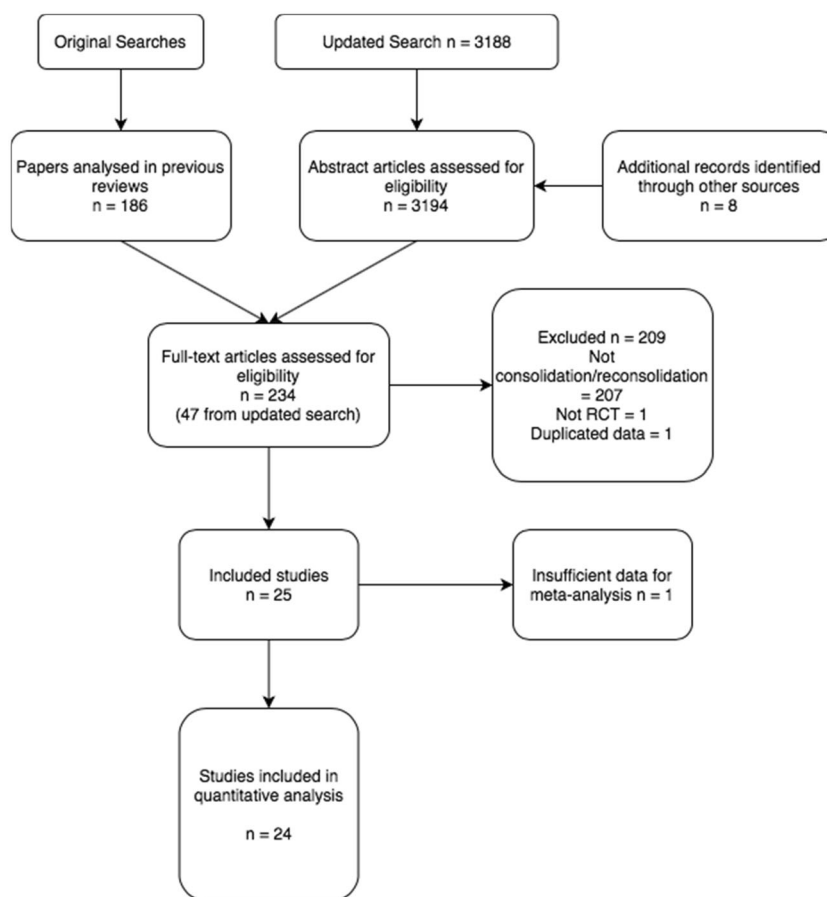 Original Searches
Updated Search n = 3188
Papers analysed in previous
reviews
n = 186
Abstract articles assessed for
eligibility
n = 3194
Additional records identified
through other sources
n = 8
Full-text articles assessed for
eligibility
n = 234
(47 from updated search)
Excluded n = 209
Not
consolidation/reconsolidation
= 207
Not RCT = 1
Duplicated data = 1
Included studies
n = 25
Insufficient data for
meta-analysis n = 1
Studies included in
quantitative analysis
n = 24